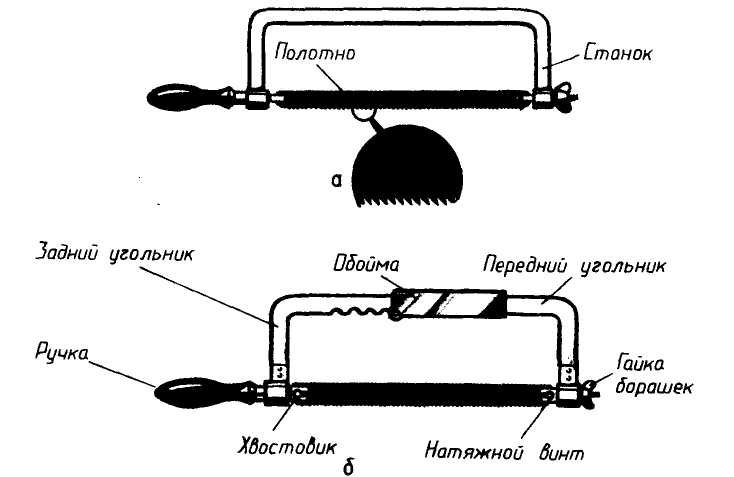 Полотно
Станок
а
Задний угольник
Обойма
Передний угольник
Ручка
Гайка
барашек
Хвостовик
Натяжной винт
б